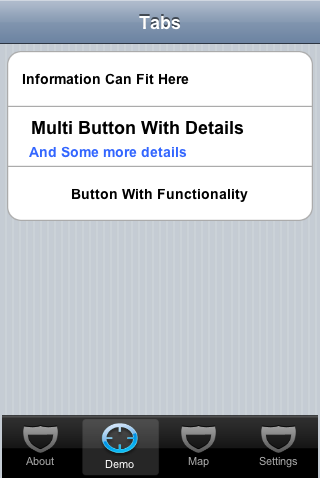 Tabs
Information Can Fit Here
Multi Button With Details
And Some more details
Button With Functionality
About
Demo
Map
Settings